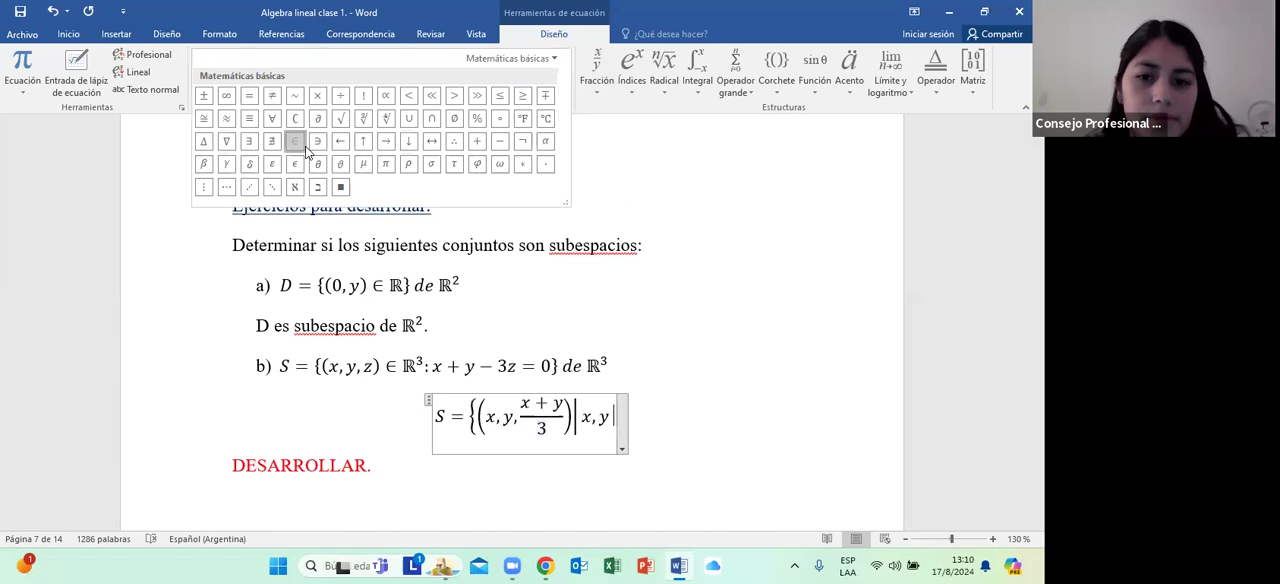 Algebra lineal clase 1. - Word
Herramientas de ecuación
Archivo Inicio Insertar Diseño Formato Referencias Correspondencia Revisar Vista Diseño ¿Qué desea hacer? Iniciar sesión Compartir
Ecuación
Entrada de lápiz de ecuación
Profesional
Lineal
abc Texto normal
Herramientas
Matemáticas básicas
Matemáticas básicas
± ∞ = ≠ ~ × ÷ ! ∝ < ≪ > ≫ ≤ ≥ ∓
≅ ≈ ≡ ∀ ∁ ∂ √ ∛ ∜ ∪ ∩ ∅ % ° °F °C
∆ ∇ ∃ ∄ ∈ ∋ ← ↑ → ↓ ↔ ∴ + − ¬ α
β γ δ ε ϵ θ ϑ μ π ρ σ τ φ ω * ∙
⋮ ⋯ ⋰ ⋱ ℵ ℶ ∎
Fracción Índices Radical Integral Operador grande Corchete Función Acento Límite y logaritmo Operador Matriz
Estructuras
Consejo Profesional ...
Ejercicios para desarrollar:
Determinar si los siguientes conjuntos son subespacios:
a) D = {(0, y) ∈ ℝ} de ℝ²
D es subespacio de ℝ².
b) S = {(x, y, z) ∈ ℝ³: x + y − 3z = 0} de ℝ³
S = {(x, y, (x + y)/3)| x, y
DESARROLLAR.
Página 7 de 14 1286 palabras Español (Argentina) 130 %
ESP LAA
13:10
17/8/2024